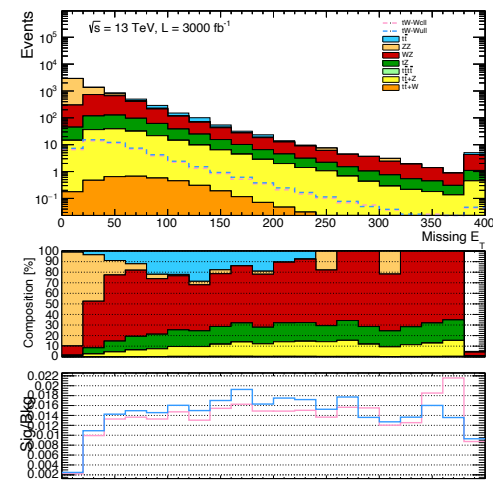 √s = 13 TeV, L = 3000 fb⁻¹
tW-Wcll
tW-Wull
tt̄
ZZ
WZ
tZ
tt̄tt̄
tt̄+Z
tt̄+W
Events
10⁵
10⁴
10³
10²
10
1
10⁻¹
0 50 100 150 200 250 300 350 400
Missing E_T
Composition [%]
100
90
80
70
60
50
40
30
20
10
0
Sig/Bkg
0.022
0.02
0.018
0.016
0.014
0.012
0.01
0.008
0.006
0.004
0.002